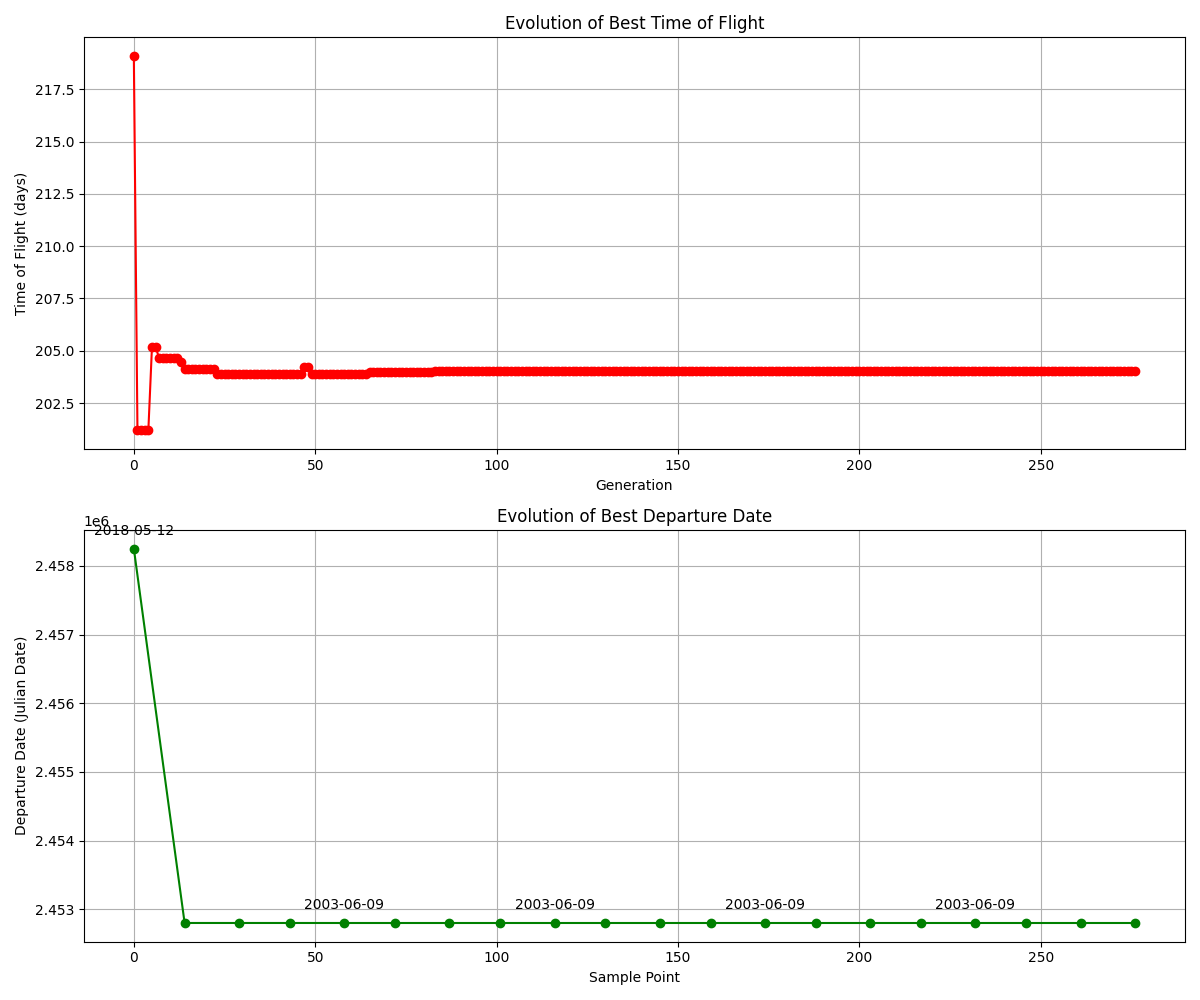 Evolution of Best Time of Flight
217.5
215.0
212.5
210.0
207.5
205.0
202.5
Time of Flight (days)
0 50 100 150 200 250
Generation
Evolution of Best Departure Date
1e6
2018-05-12
2.458
2.457
2.456
2.455
2.454
2.453
Departure Date (Julian Date)
2003-06-09 2003-06-09 2003-06-09 2003-06-09
0 50 100 150 200 250
Sample Point